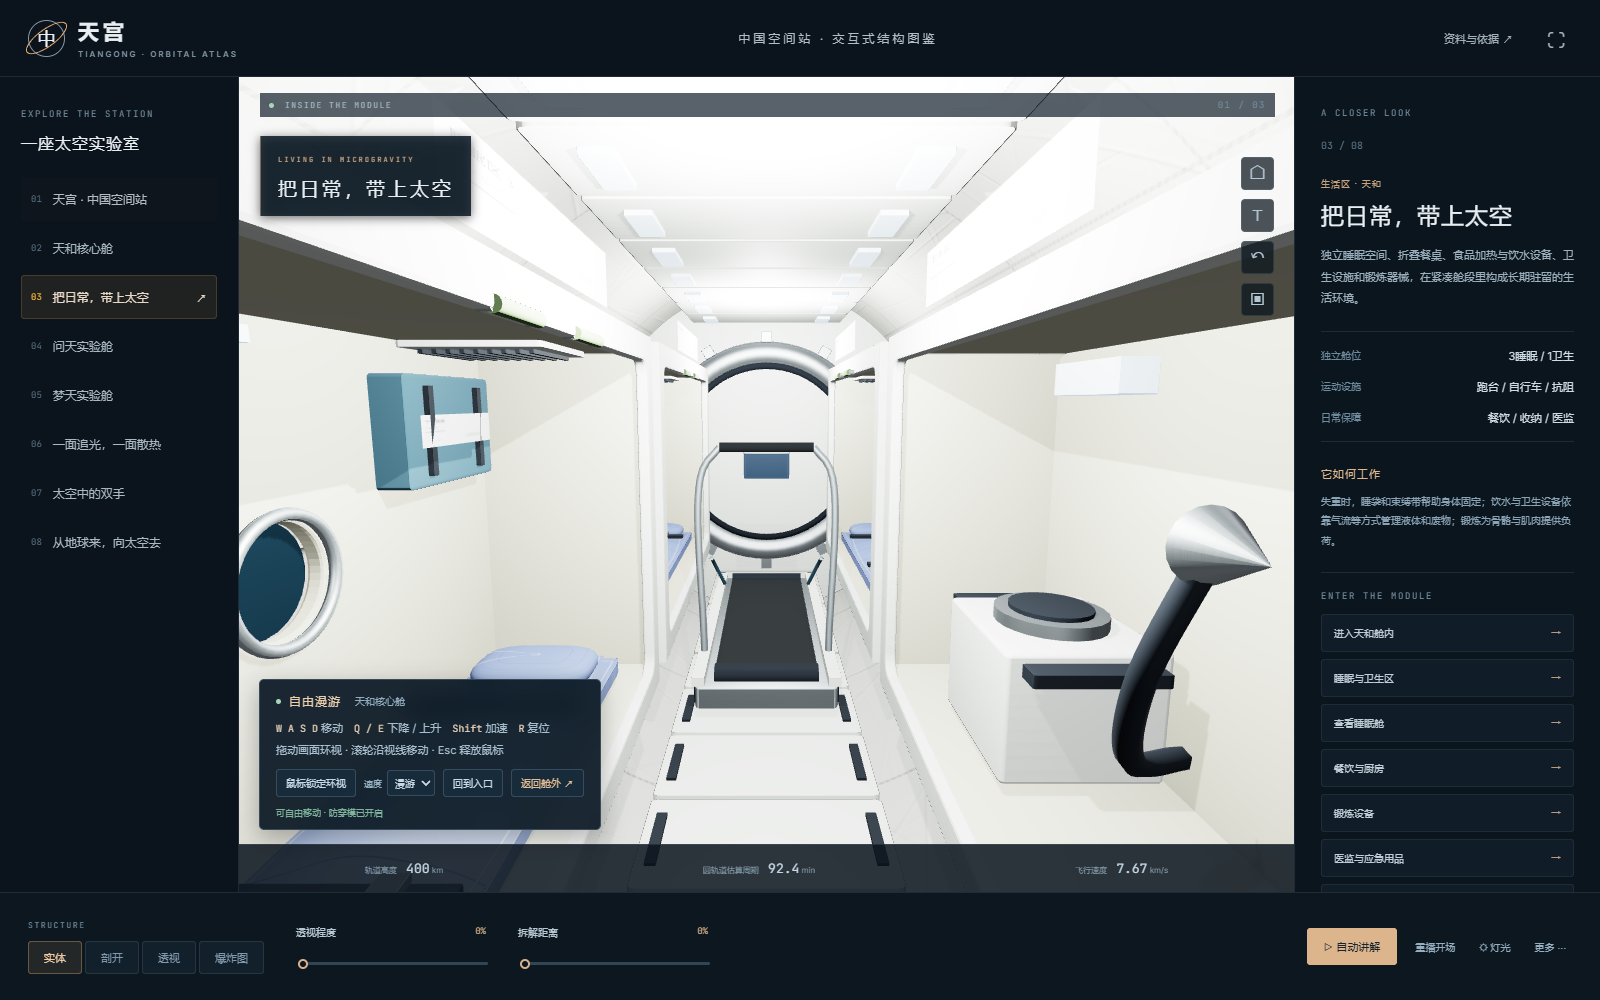 中 天宫
TIANGONG · ORBITAL ATLAS
中国空间站 · 交互式结构图鉴
资料与依据 ↗
EXPLORE THE STATION
一座太空实验室
01 天宫 · 中国空间站
02 天和核心舱
03 把日常，带上太空 ↗
04 问天实验舱
05 梦天实验舱
06 一面追光，一面散热
07 太空中的双手
08 从地球来，向太空去
INSIDE THE MODULE
01 / 03
LIVING IN MICROGRAVITY
把日常，带上太空
T
自由漫游 天和核心舱
W A S D 移动 Q / E 下降 / 上升 Shift 加速 R 复位
拖动画面环视 · 滚轮沿视线移动 · Esc 释放鼠标
鼠标锁定环视 速度 漫游 回到入口 返回舱外 ↗
可自由移动 · 防穿模已开启
轨道高度 400 km
圆轨道估算周期 92.4 min
飞行速度 7.67 km/s
A CLOSER LOOK
03 / 08
生活区 · 天和
把日常，带上太空
独立睡眠空间、折叠餐桌、食品加热与饮水设备、卫
生设施和锻炼器械，在紧凑舱段里构成长期驻留的生
活环境。
独立舱位 3睡眠 / 1卫生
运动设施 跑台 / 自行车 / 抗阻
日常保障 餐饮 / 收纳 / 医监
它如何工作
失重时，睡袋和束缚带帮助身体固定；饮水与卫生设备依
靠气流等方式管理液体和废物；锻炼为骨骼与肌肉提供负
荷。
ENTER THE MODULE
进入天和舱内 →
睡眠与卫生区 →
查看睡眠舱 →
餐饮与厨房 →
锻炼设备 →
医监与应急用品 →
STRUCTURE
实体 剖开 透视 爆炸图
透视程度 0%
拆解距离 0%
▷ 自动讲解 重播开场 灯光 更多 ···